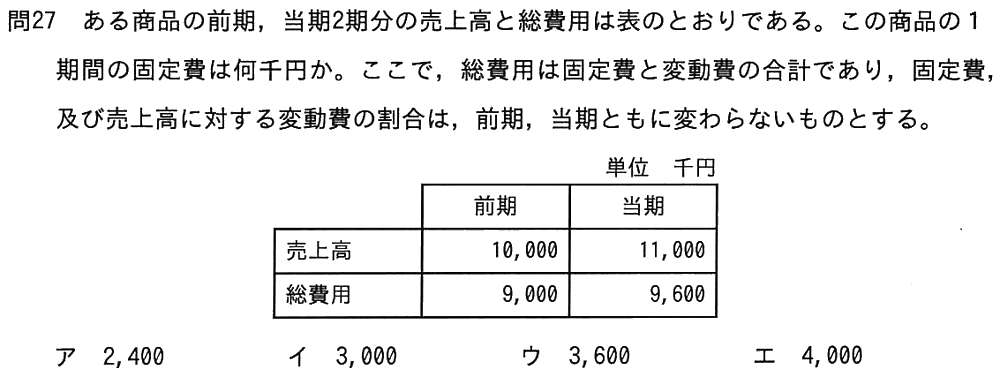 問27 ある商品の前期，当期2期分の売上高と総費用は表のとおりである。この商品の1
期間の固定費は何千円か。ここで，総費用は固定費と変動費の合計であり，固定費，
及び売上高に対する変動費の割合は，前期，当期ともに変わらないものとする。
単位 千円
前期 当期
売上高 10,000 11,000
総費用 9,000 9,600
ア 2,400 イ 3,000 ウ 3,600 エ 4,000